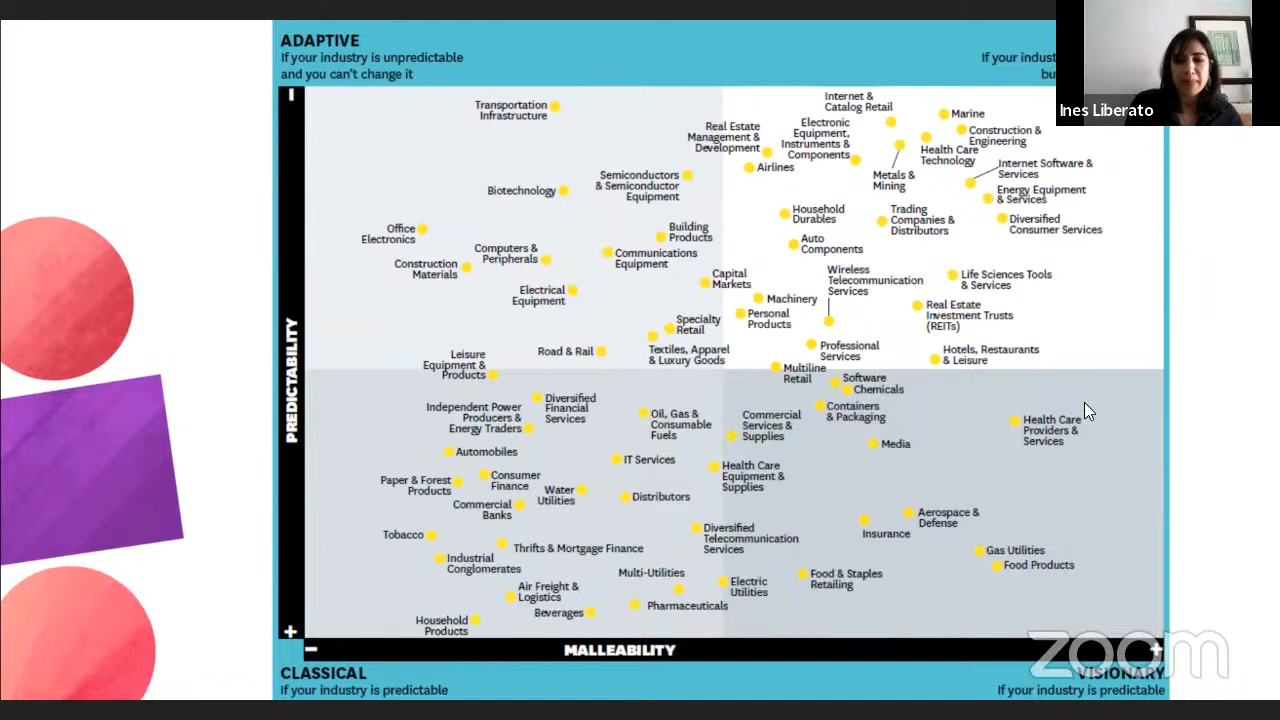 ADAPTIVE
If your industry is unpredictable
and you can't change it
If your indust
bu
Ines Liberato
Transportation
Infrastructure
Internet &
Catalog Retail
Marine
Real Estate
Management &
Development
Electronic
Equipment,
Instruments &
Components
Construction &
Engineering
Health Care
Technology
Airlines
Metals &
Mining
Internet Software &
Services
Semiconductors
& Semiconductor
Equipment
Biotechnology
Energy Equipment
& Services
Household
Durables
Trading
Companies &
Distributors
Diversified
Consumer Services
Office
Electronics
Building
Products
Auto
Components
Computers &
Peripherals
Communications
Equipment
Construction
Materials
Capital
Markets
Wireless
Telecommunication
Services
Life Sciences Tools
& Services
Electrical
Equipment
Machinery
Personal
Products
Real Estate
Investment Trusts
(REITs)
Specialty
Retail
Road & Rail
Textiles, Apparel
& Luxury Goods
Professional
Services
Hotels, Restaurants
& Leisure
Leisure
Equipment &
Products
Multiline
Retail
Software
Chemicals
Independent Power
Producers &
Energy Traders
Diversified
Financial
Services
Oil, Gas &
Consumable
Fuels
Commercial
Services &
Supplies
Containers
& Packaging
Health Care
Providers &
Services
Media
Automobiles
IT Services
Health Care
Equipment &
Supplies
Paper & Forest
Products
Consumer
Finance
Water
Utilities
Distributors
Commercial
Banks
Aerospace &
Defense
Insurance
Tobacco
Diversified
Telecommunication
Services
Thrifts & Mortgage Finance
Industrial
Conglomerates
Gas Utilities
Food Products
Multi-Utilities
Food & Staples
Retailing
Electric
Utilities
Air Freight &
Logistics
Pharmaceuticals
Beverages
Household
Products
PREDICTABILITY
MALLEABILITY
zoom
CLASSICAL
If your industry is predictable
VISIONARY
If your industry is predictable